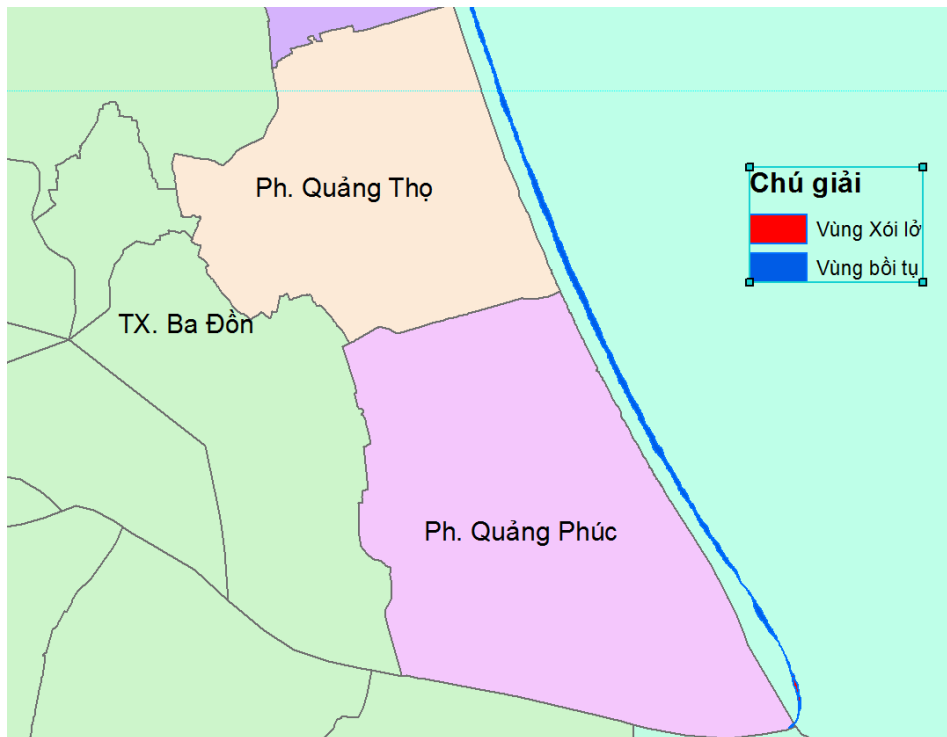 Ph. Quảng Thọ
Chú giải
Vùng Xói lở
Vùng bồi tụ
TX. Ba Đồn
Ph. Quảng Phúc